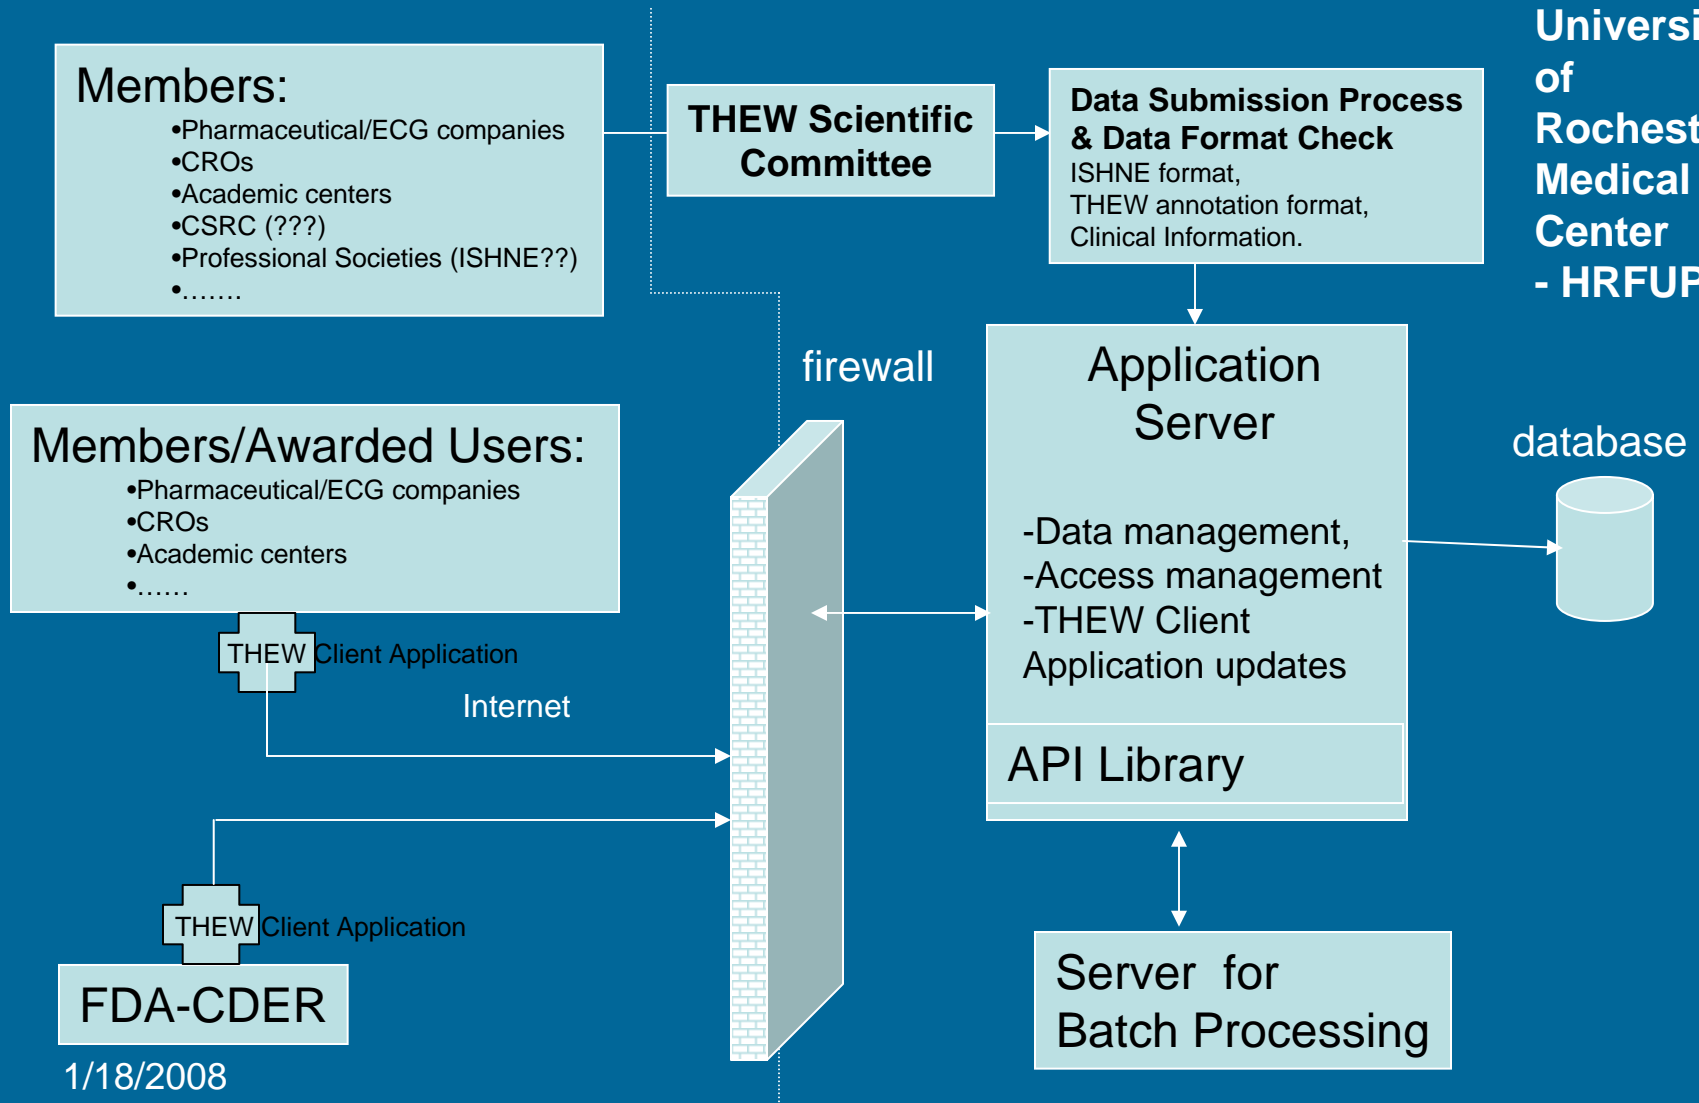 Members:
•Pharmaceutical/ECG companies
•CROs
•Academic centers
•CSRC (???)
•Professional Societies (ISHNE??)
•…….
THEW Scientific
Committee
Data Submission Process
& Data Format Check
ISHNE format,
THEW annotation format,
Clinical Information.
Universi
of
Rochest
Medical
Center
- HRFUP
firewall
Members/Awarded Users:
•Pharmaceutical/ECG companies
•CROs
•Academic centers
•……
THEW Client Application
Internet
Application
Server
-Data management,
-Access management
-THEW Client
Application updates
API Library
database
THEW Client Application
FDA-CDER
Server for
Batch Processing
1/18/2008